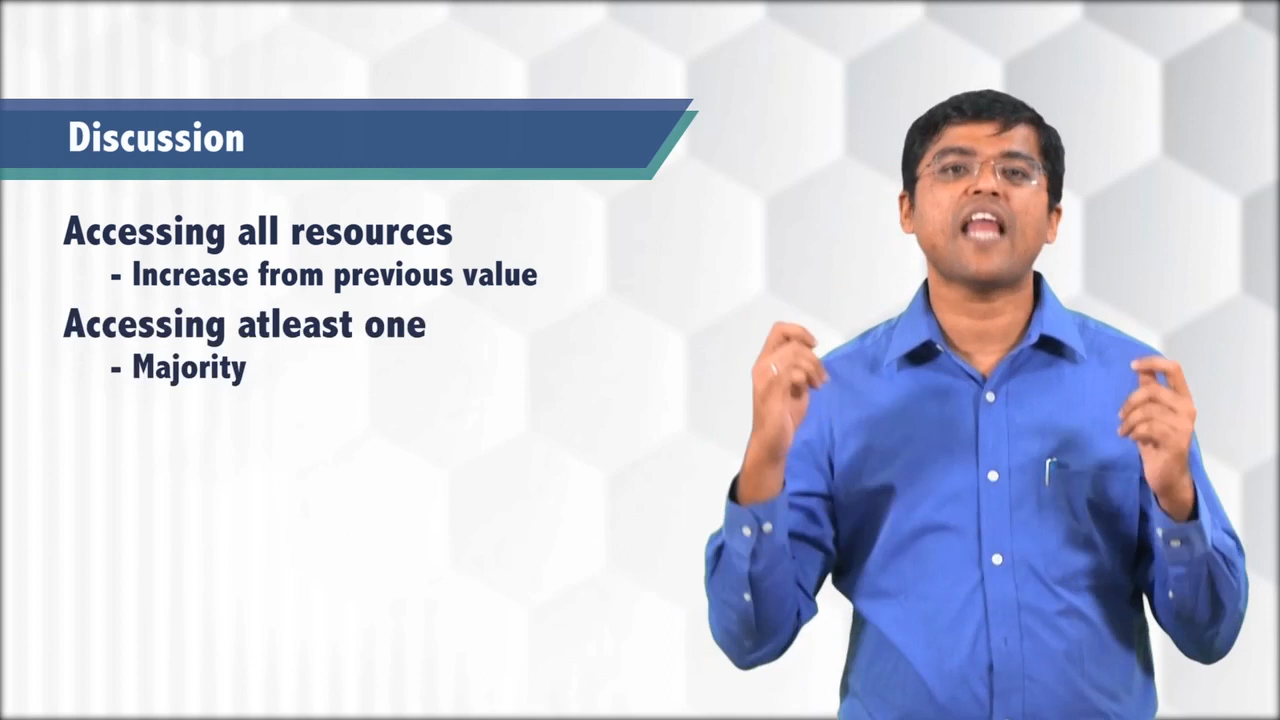 Discussion
Accessing all resources
- Increase from previous value
Accessing atleast one
- Majority